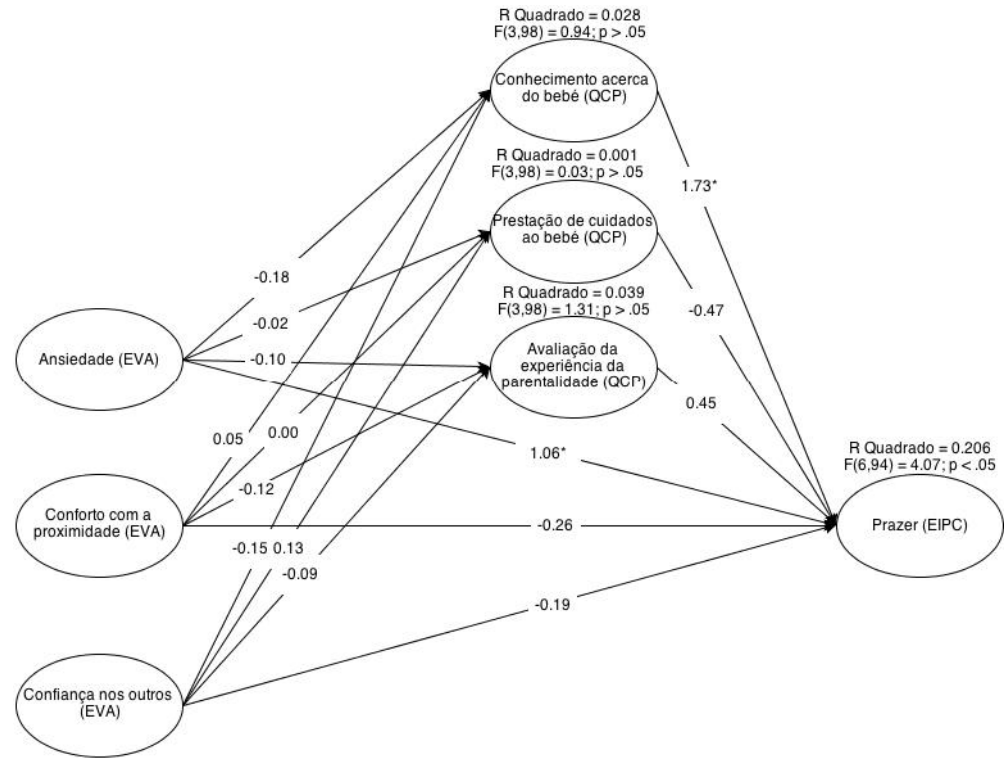 R Quadrado = 0.028
F(3,98) = 0.94; p > .05
Conhecimento acerca
do bebé (QCP)
R Quadrado = 0.001
F(3,98) = 0.03; p > .05
1.73*
Prestação de cuidados
ao bebé (QCP)
-0.18
R Quadrado = 0.039
F(3,98) = 1.31; p > .05
-0.47
-0.02
Ansiedade (EVA)
-0.10
Avaliação da
experiência da
parentalidade (QCP)
0.45
0.05
0.00
1.06*
R Quadrado = 0.206
F(6,94) = 4.07; p < .05
-0.12
Conforto com a
proximidade (EVA)
-0.26
Prazer (EIPC)
-0.15
0.13
-0.09
-0.19
Confiança nos outros
(EVA)